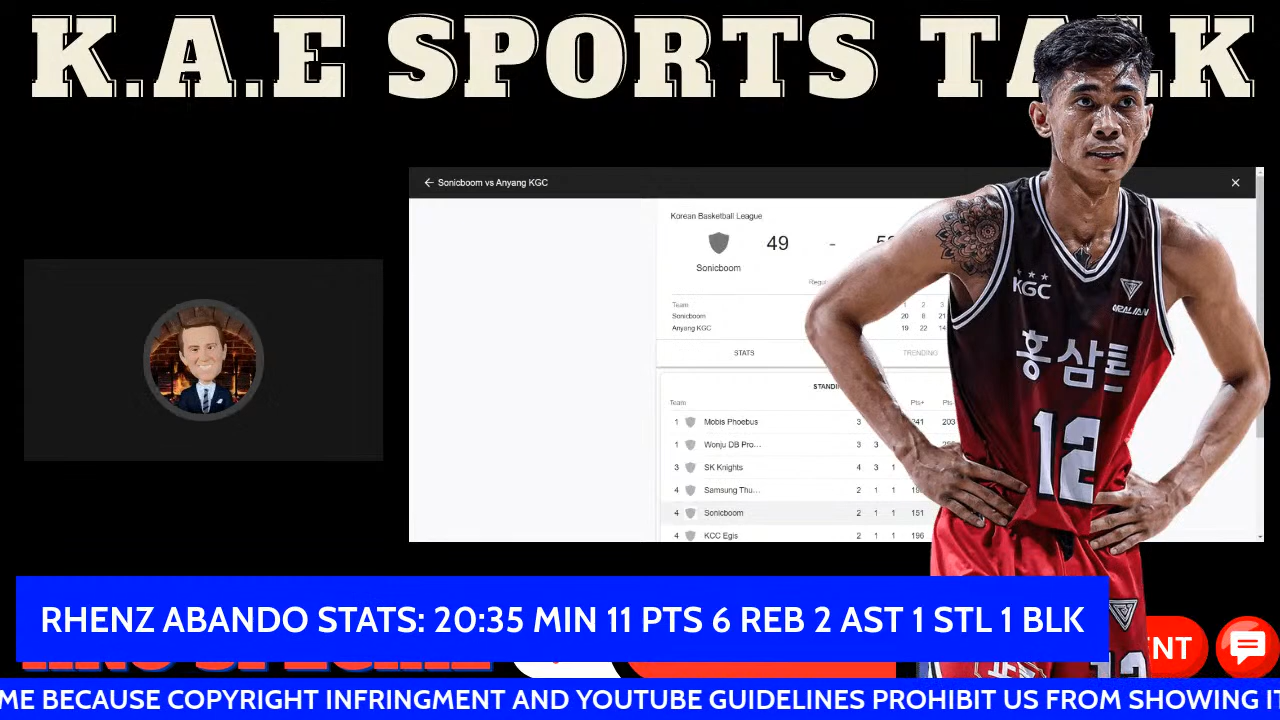 K.A.E SPORTS TALK
Sonicboom vs Anyang KGC
Korean Basketball League
49 -
Sonicboom
Team 1 2 3
Sonicboom 20 8 21
Anyang KGC 19 22 14
STATS TRENDING
Team Pts+
1 Mobis Phoebus 3 203
1 Wonju DB Pro... 3 3
3 SK Knights 4 3 1
4 Samsung Thu... 2 1 1
4 Sonicboom 2 1 1 151
4 KCC Egis 2 1 1 196
KGC
홍삼톤
12
RHENZ ABANDO STATS: 20:35 MIN 11 PTS 6 REB 2 AST 1 STL 1 BLK
BECAUSE COPYRIGHT INFRINGMENT AND YOUTUBE GUIDELINES PROHIBIT US FROM SHOWING